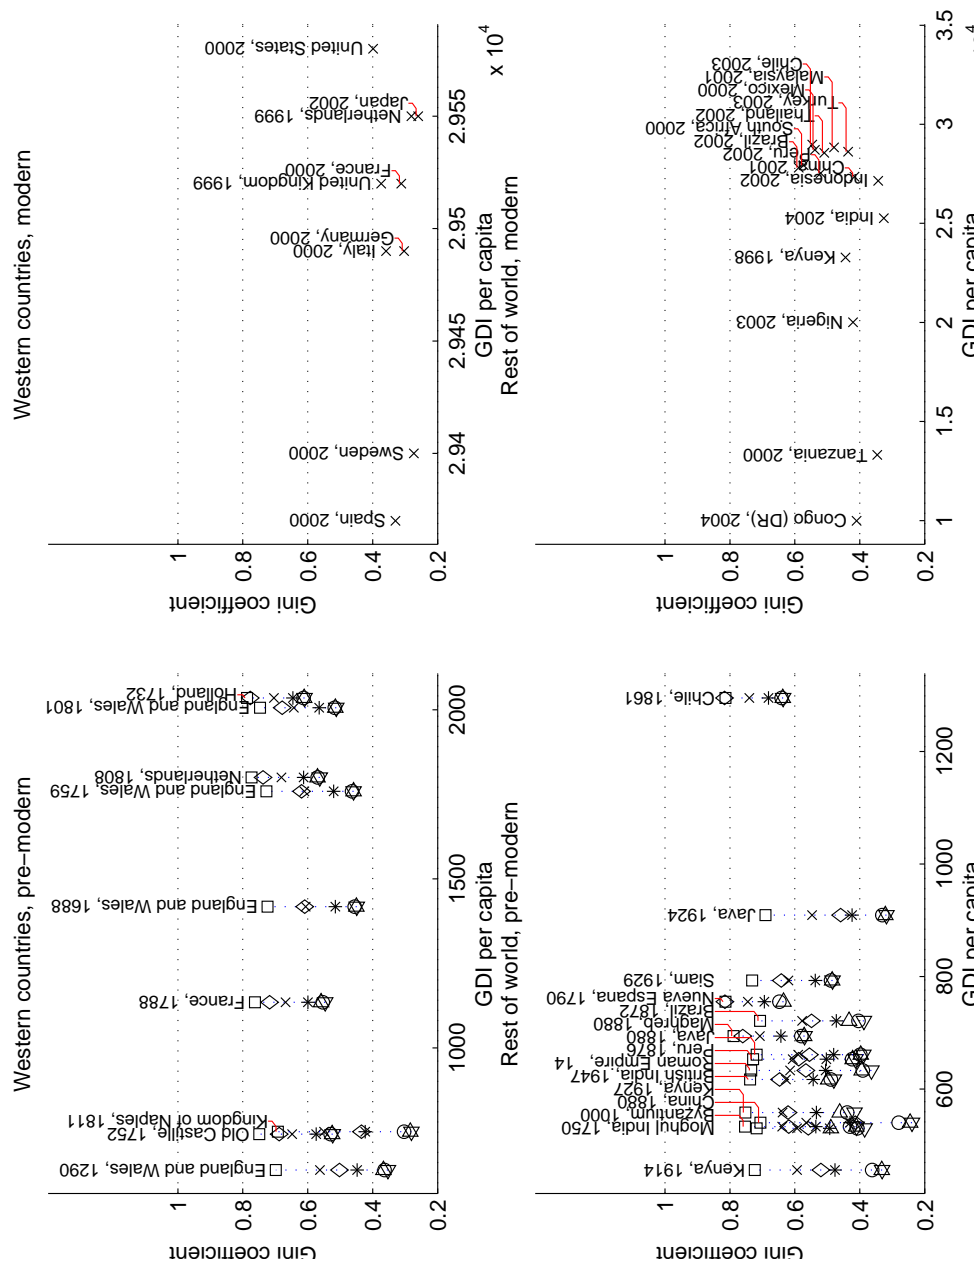 Western countries, pre−modern
Gini coefficient
1
0.8
0.6
0.4
0.2
England and Wales, 1290
Old Castille, 1752
Kingdom of Naples, 1811
France, 1788
England and Wales, 1688
England and Wales, 1759
Netherlands, 1808
England and Wales, 1801
Holland, 1732
1000
1500
2000
GDI per capita
Western countries, modern
Gini coefficient
1
0.8
0.6
0.4
0.2
Spain, 2000
Sweden, 2000
Italy, 2000
Germany, 2000
United Kingdom, 1999
France, 2000
Netherlands, 1999
Japan, 2002
United States, 2000
2.94
2.945
2.95
2.955
x 10⁴
GDI per capita
Rest of world, pre−modern
Gini coefficient
1
0.8
0.6
0.4
0.2
Kenya, 1914
Moghul India, 1750
Byzantium, 1000
China, 1880
Kenya, 1927
British India, 1947
Roman Empire, 14
Peru, 1876
Java, 1880
Maghreb, 1880
Brazil, 1872
Nueva Espana, 1790
Siam, 1929
Java, 1924
Chile, 1861
600
800
1000
1200
GDI per capita
Rest of world, modern
Gini coefficient
1
0.8
0.6
0.4
0.2
Congo (DR), 2004
Tanzania, 2000
Nigeria, 2003
Kenya, 1998
India, 2004
Indonesia, 2002
China, 2001
Peru, 2002
Brazil, 2002
South Africa, 2000
Thailand, 2002
Turkey, 2003
Mexico, 2000
Malaysia, 2001
Chile, 2003
1
1.5
2
2.5
3
3.5
GDI per capita